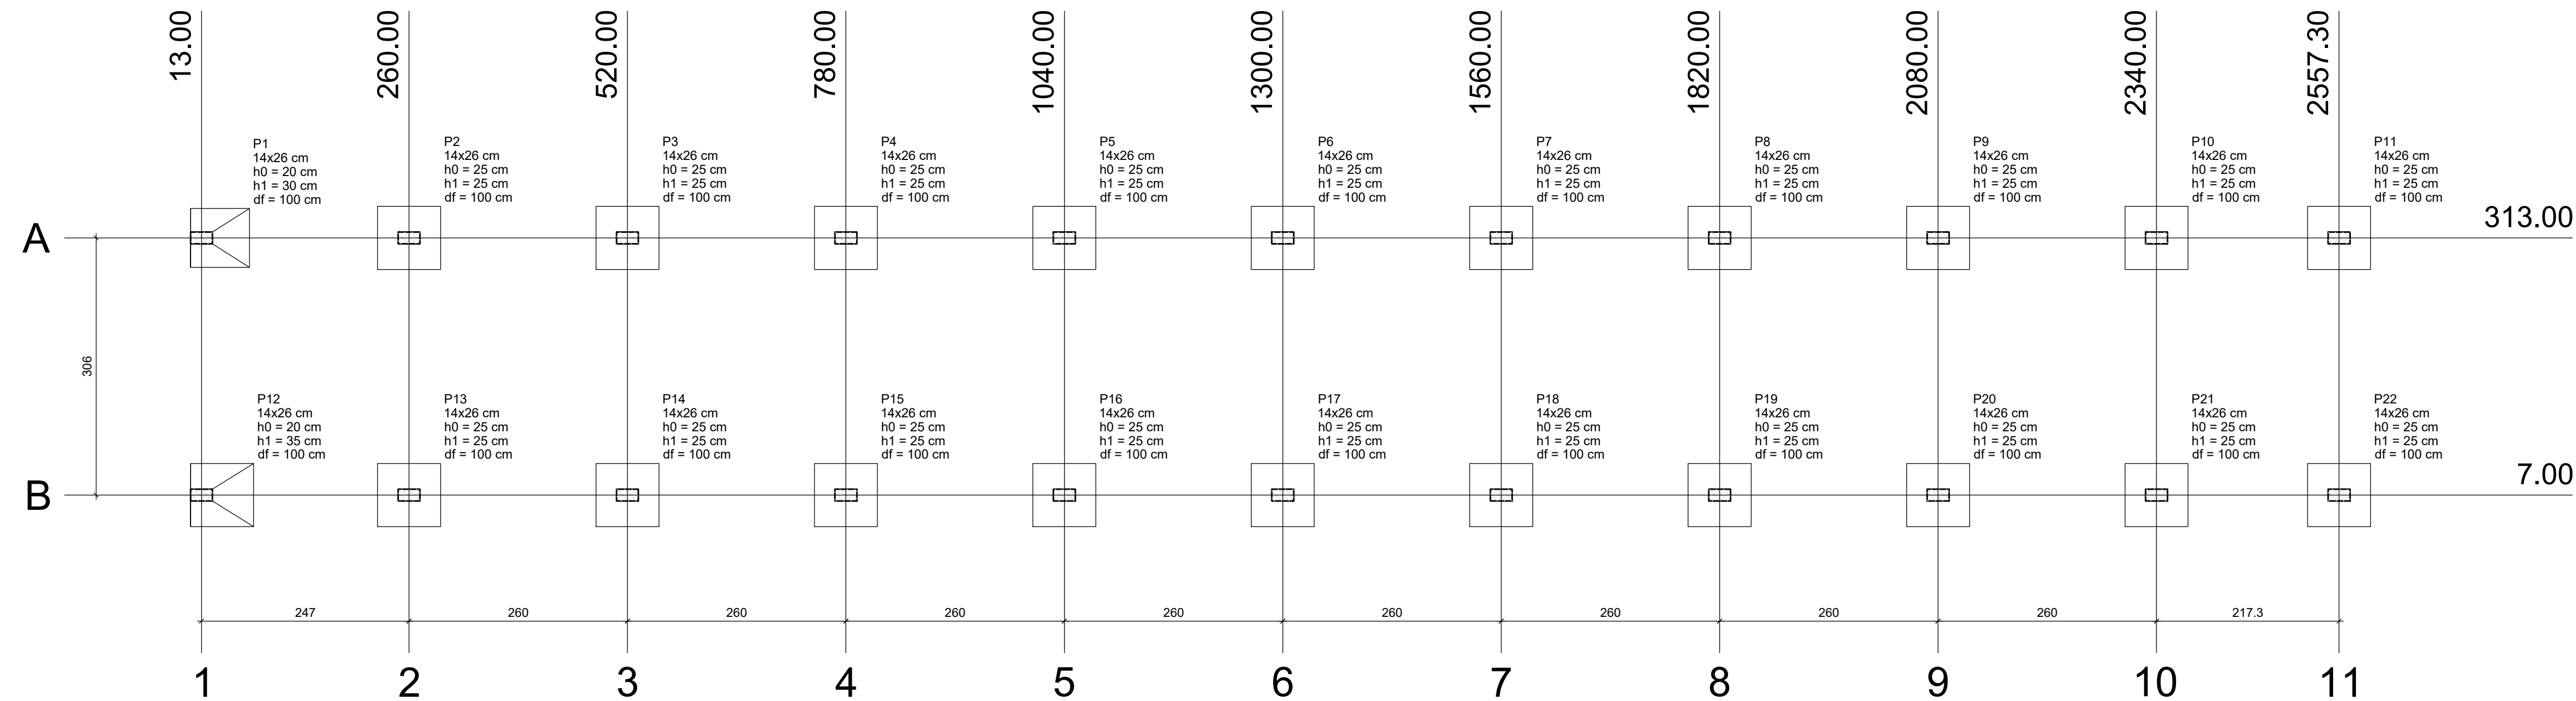 13.00
260.00
520.00
780.00
1040.00
1300.00
1560.00
1820.00
2080.00
2340.00
2557.30
P1
14x26 cm
h0 = 20 cm
h1 = 30 cm
df = 100 cm
P2
14x26 cm
h0 = 25 cm
h1 = 25 cm
df = 100 cm
P3
14x26 cm
h0 = 25 cm
h1 = 25 cm
df = 100 cm
P4
14x26 cm
h0 = 25 cm
h1 = 25 cm
df = 100 cm
P5
14x26 cm
h0 = 25 cm
h1 = 25 cm
df = 100 cm
P6
14x26 cm
h0 = 25 cm
h1 = 25 cm
df = 100 cm
P7
14x26 cm
h0 = 25 cm
h1 = 25 cm
df = 100 cm
P8
14x26 cm
h0 = 25 cm
h1 = 25 cm
df = 100 cm
P9
14x26 cm
h0 = 25 cm
h1 = 25 cm
df = 100 cm
P10
14x26 cm
h0 = 25 cm
h1 = 25 cm
df = 100 cm
P11
14x26 cm
h0 = 25 cm
h1 = 25 cm
df = 100 cm
A
313.00
306
P12
14x26 cm
h0 = 20 cm
h1 = 35 cm
df = 100 cm
P13
14x26 cm
h0 = 25 cm
h1 = 25 cm
df = 100 cm
P14
14x26 cm
h0 = 25 cm
h1 = 25 cm
df = 100 cm
P15
14x26 cm
h0 = 25 cm
h1 = 25 cm
df = 100 cm
P16
14x26 cm
h0 = 25 cm
h1 = 25 cm
df = 100 cm
P17
14x26 cm
h0 = 25 cm
h1 = 25 cm
df = 100 cm
P18
14x26 cm
h0 = 25 cm
h1 = 25 cm
df = 100 cm
P19
14x26 cm
h0 = 25 cm
h1 = 25 cm
df = 100 cm
P20
14x26 cm
h0 = 25 cm
h1 = 25 cm
df = 100 cm
P21
14x26 cm
h0 = 25 cm
h1 = 25 cm
df = 100 cm
P22
14x26 cm
h0 = 25 cm
h1 = 25 cm
df = 100 cm
B
7.00
247
260
260
260
260
260
260
260
260
217.3
1
2
3
4
5
6
7
8
9
10
11